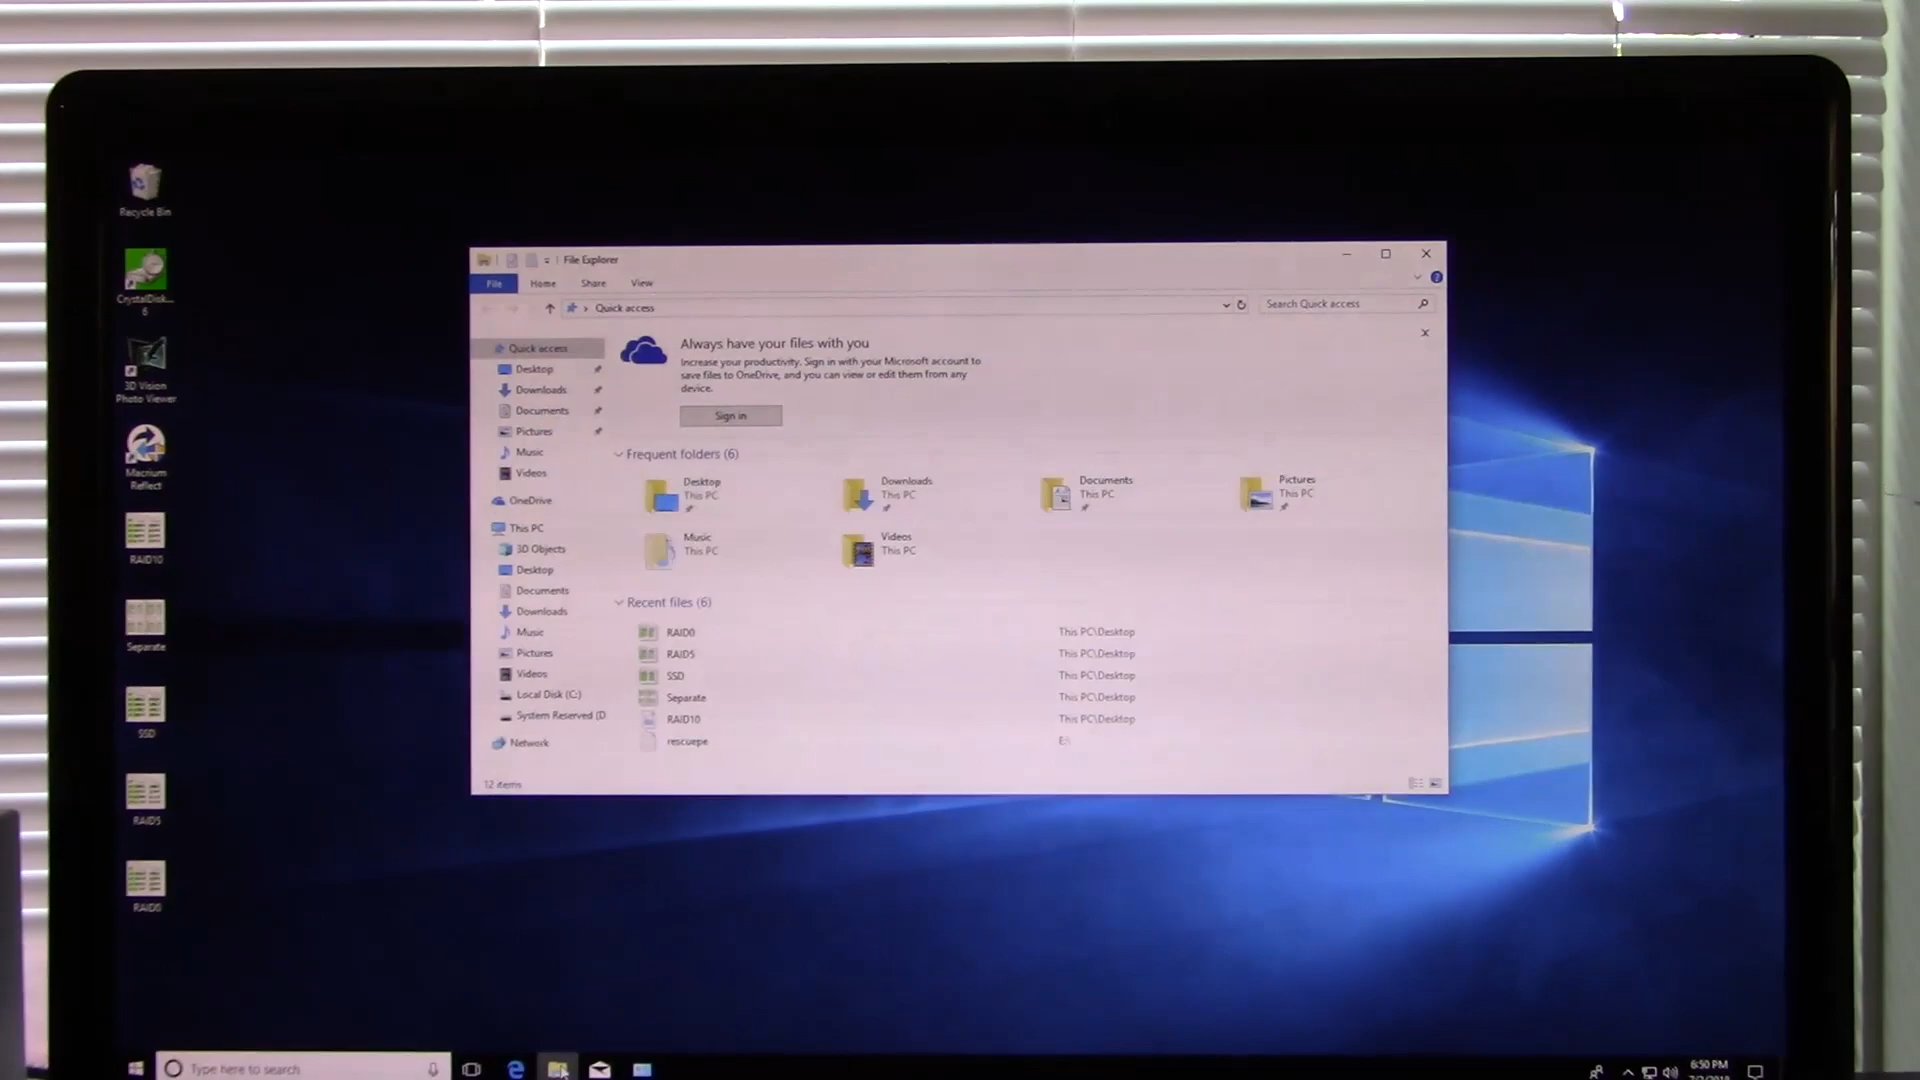 Recycle Bin
CrystalDisk...
6
3D Vision
Photo Viewer
Macrium
Reflect
RAID10
Separate
SSD
RAID5
RAID0
File Explorer
File Home Share View
Quick access
Search Quick access
Quick access
Desktop
Downloads
Documents
Pictures
Music
Videos
OneDrive
This PC
3D Objects
Desktop
Documents
Downloads
Music
Pictures
Videos
Local Disk (C:)
System Reserved (D
Network
Always have your files with you
Increase your productivity. Sign in with your Microsoft account to
save files to OneDrive, and you can view or edit them from any
device.
Sign in
Frequent folders (6)
Desktop
This PC
Downloads
This PC
Documents
This PC
Pictures
This PC
Music
This PC
Videos
This PC
Recent files (6)
RAID0 This PC\Desktop
RAID5 This PC\Desktop
SSD This PC\Desktop
Separate This PC\Desktop
RAID10 This PC\Desktop
rescuepe E:\
12 items
Type here to search
6:50 PM